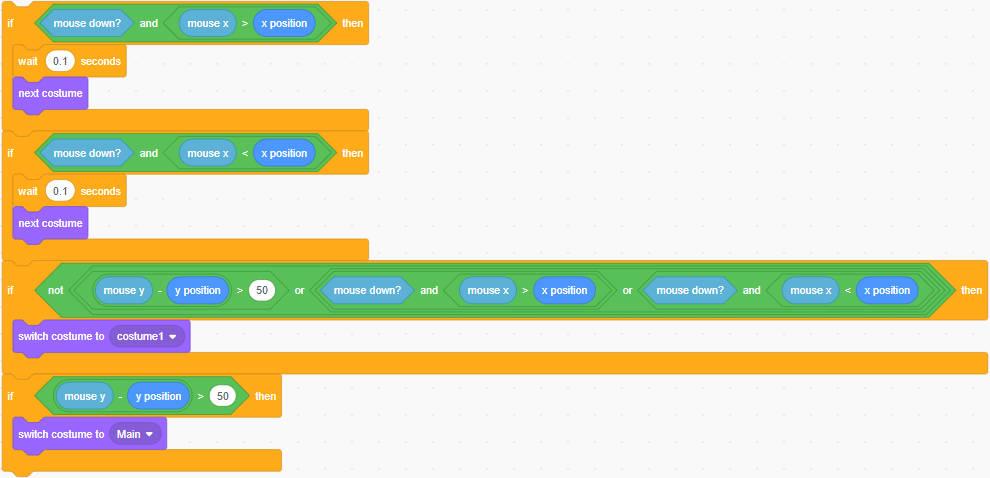 if mouse down? and mouse x > x position then
wait 0.1 seconds
next costume
if mouse down? and mouse x < x position then
wait 0.1 seconds
next costume
if not mouse y - y position > 50 or mouse down? and mouse x > x position or mouse down? and mouse x < x position then
switch costume to costume1
if mouse y - y position > 50 then
switch costume to Main